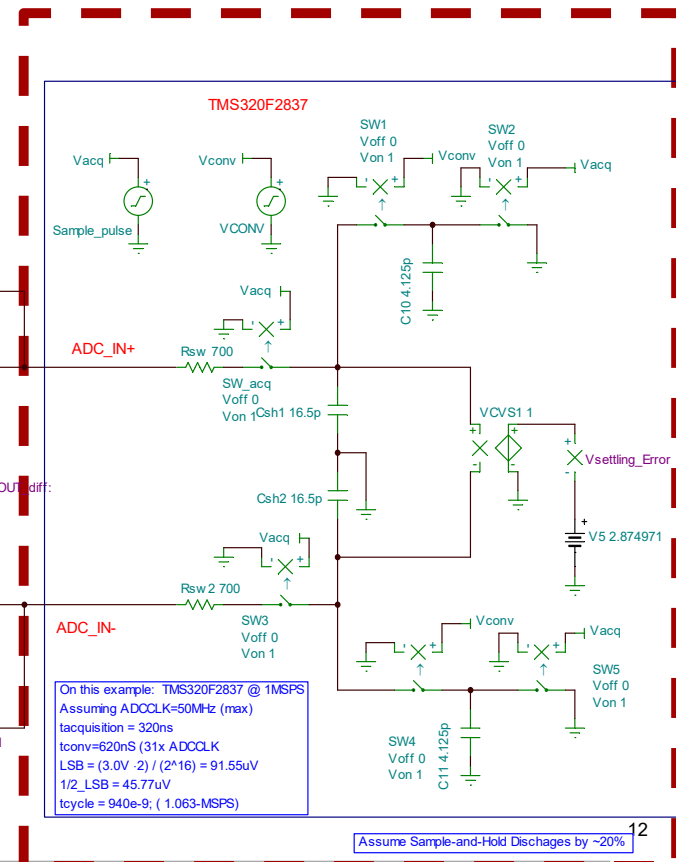 TMS320F2837
SW1
Voff 0
Von 1
SW2
Voff 0
Von 1
Vconv
Vacq
Vacq
Vconv
Sample_pulse
VCONV
C10 4.125p
Vacq
ADC_IN+
Rsw 700
SW_acq
Voff 0
Von 1
Csh1 16.5p
VCVS1 1
Vsettling_Error
Csh2 16.5p
V5 2.874971
Vacq
Rsw2 700
SW3
Voff 0
Von 1
ADC_IN-
Vconv
Vacq
SW5
Voff 0
Von 1
SW4
Voff 0
Von 1
C11 4.125p
On this example: TMS320F2837 @ 1MSPS
Assuming ADCCLK=50MHz (max)
tacquisition = 320ns
tconv=620nS (31x ADCCLK
LSB = (3.0V ·2) / (2^16) = 91.55uV
1/2_LSB = 45.77uV
tcycle = 940e-9; ( 1.063-MSPS)
12
Assume Sample-and-Hold Dischages by ~20%